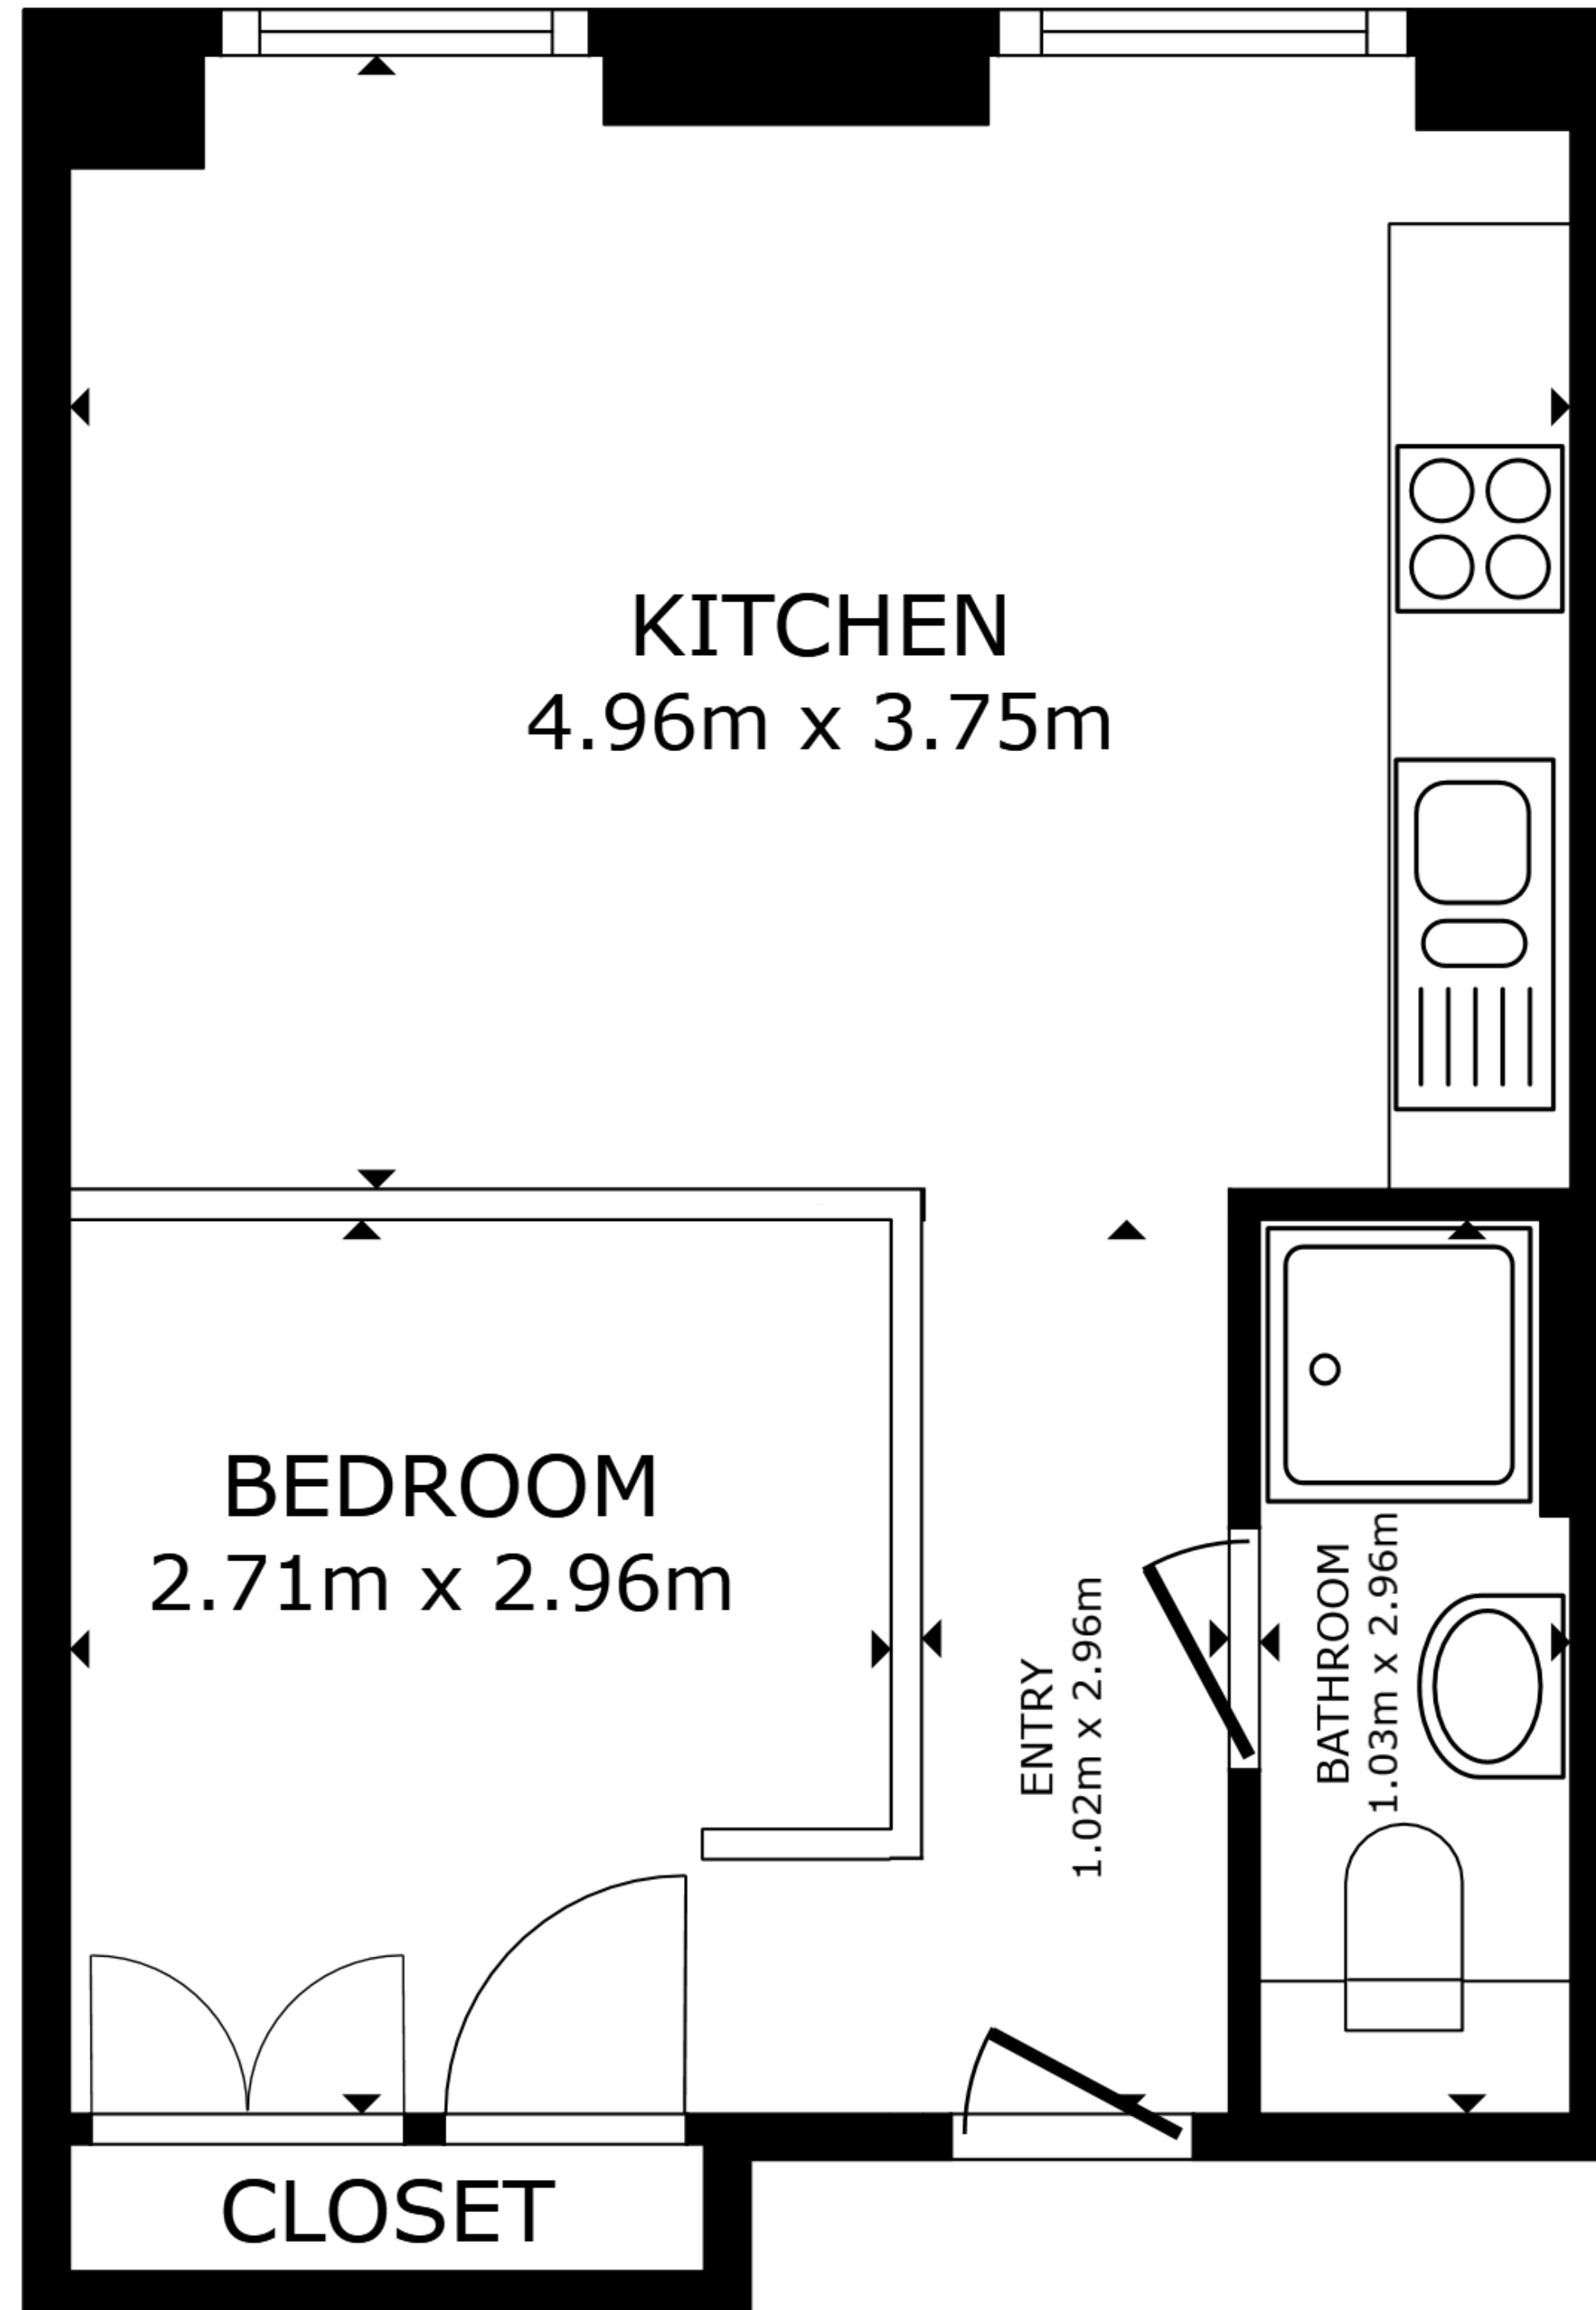 KITCHEN
4.96m x 3.75m
BEDROOM
2.71m x 2.96m
ENTRY
1.02m x 2.96m
BATHROOM
1.03m x 2.96m
CLOSET